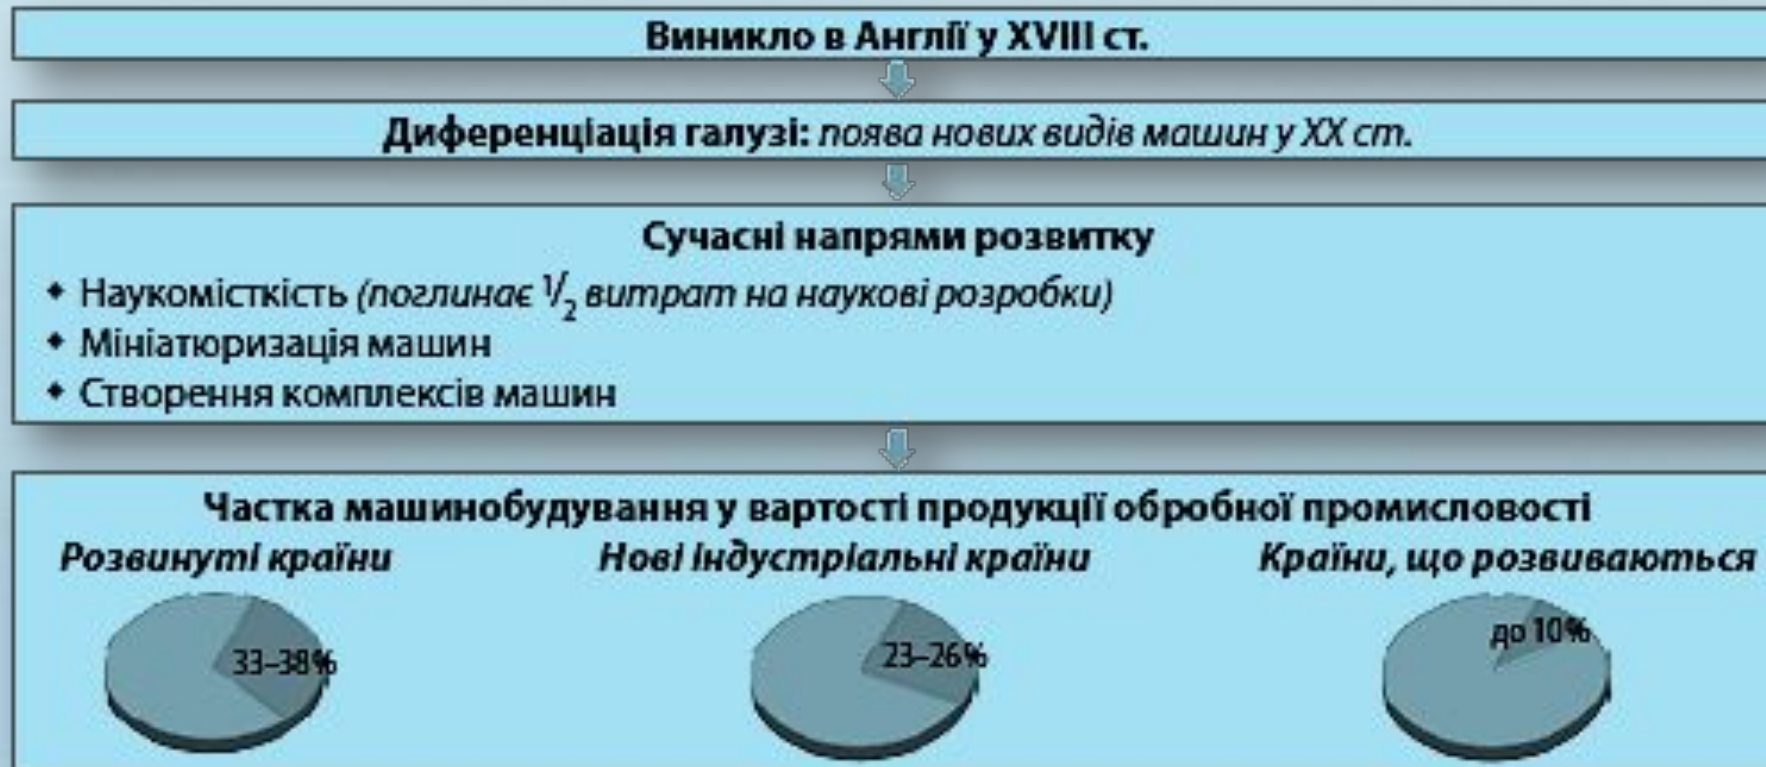 Виникло в Англії у XVIII ст.
Диференціація галузі: поява нових видів машин у XX ст.
Сучасні напрями розвитку
◆ Наукомісткість (поглинає 1/2 витрат на наукові розробки)
◆ Мініатюризація машин
◆ Створення комплексів машин
Частка машинобудування у вартості продукції обробної промисловості
Розвинуті країни Нові індустріальні країни Країни, що розвиваються
33–38% 23–26% до 10%